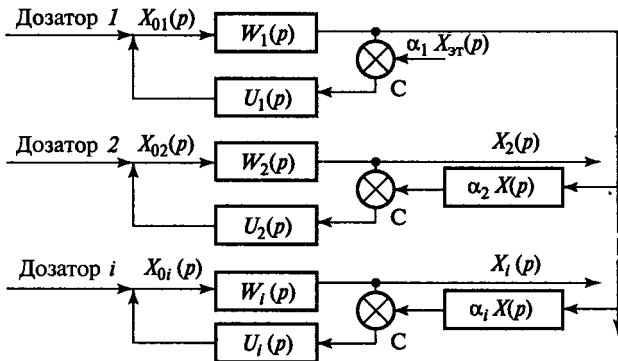 Дозатор 1 X₀₁(p) W₁(p) α₁ Xэт(p)
U₁(p) C
Дозатор 2 X₀₂(p) W₂(p) X₂(p)
α₂ X(p)
U₂(p) C
Дозатор i X₀ᵢ(p) Wᵢ(p) Xᵢ(p)
αᵢ X(p)
Uᵢ(p) C